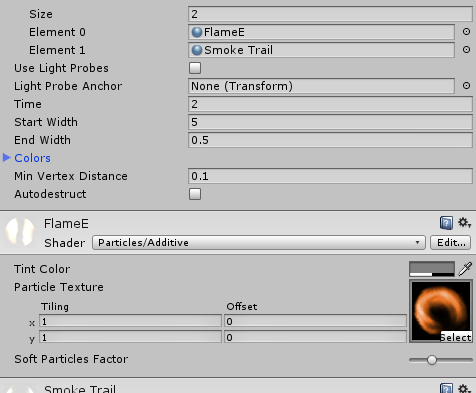 Size 2
Element 0 FlameE
Element 1 Smoke Trail
Use Light Probes
Light Probe Anchor None (Transform)
Time 2
Start Width 5
End Width 0.5
Colors
Min Vertex Distance 0.1
Autodestruct
FlameE
Shader Particles/Additive Edit...
Tint Color
Particle Texture
Tiling Offset
x 1 0
y 1 0
Select
Soft Particles Factor
Smoke Trail